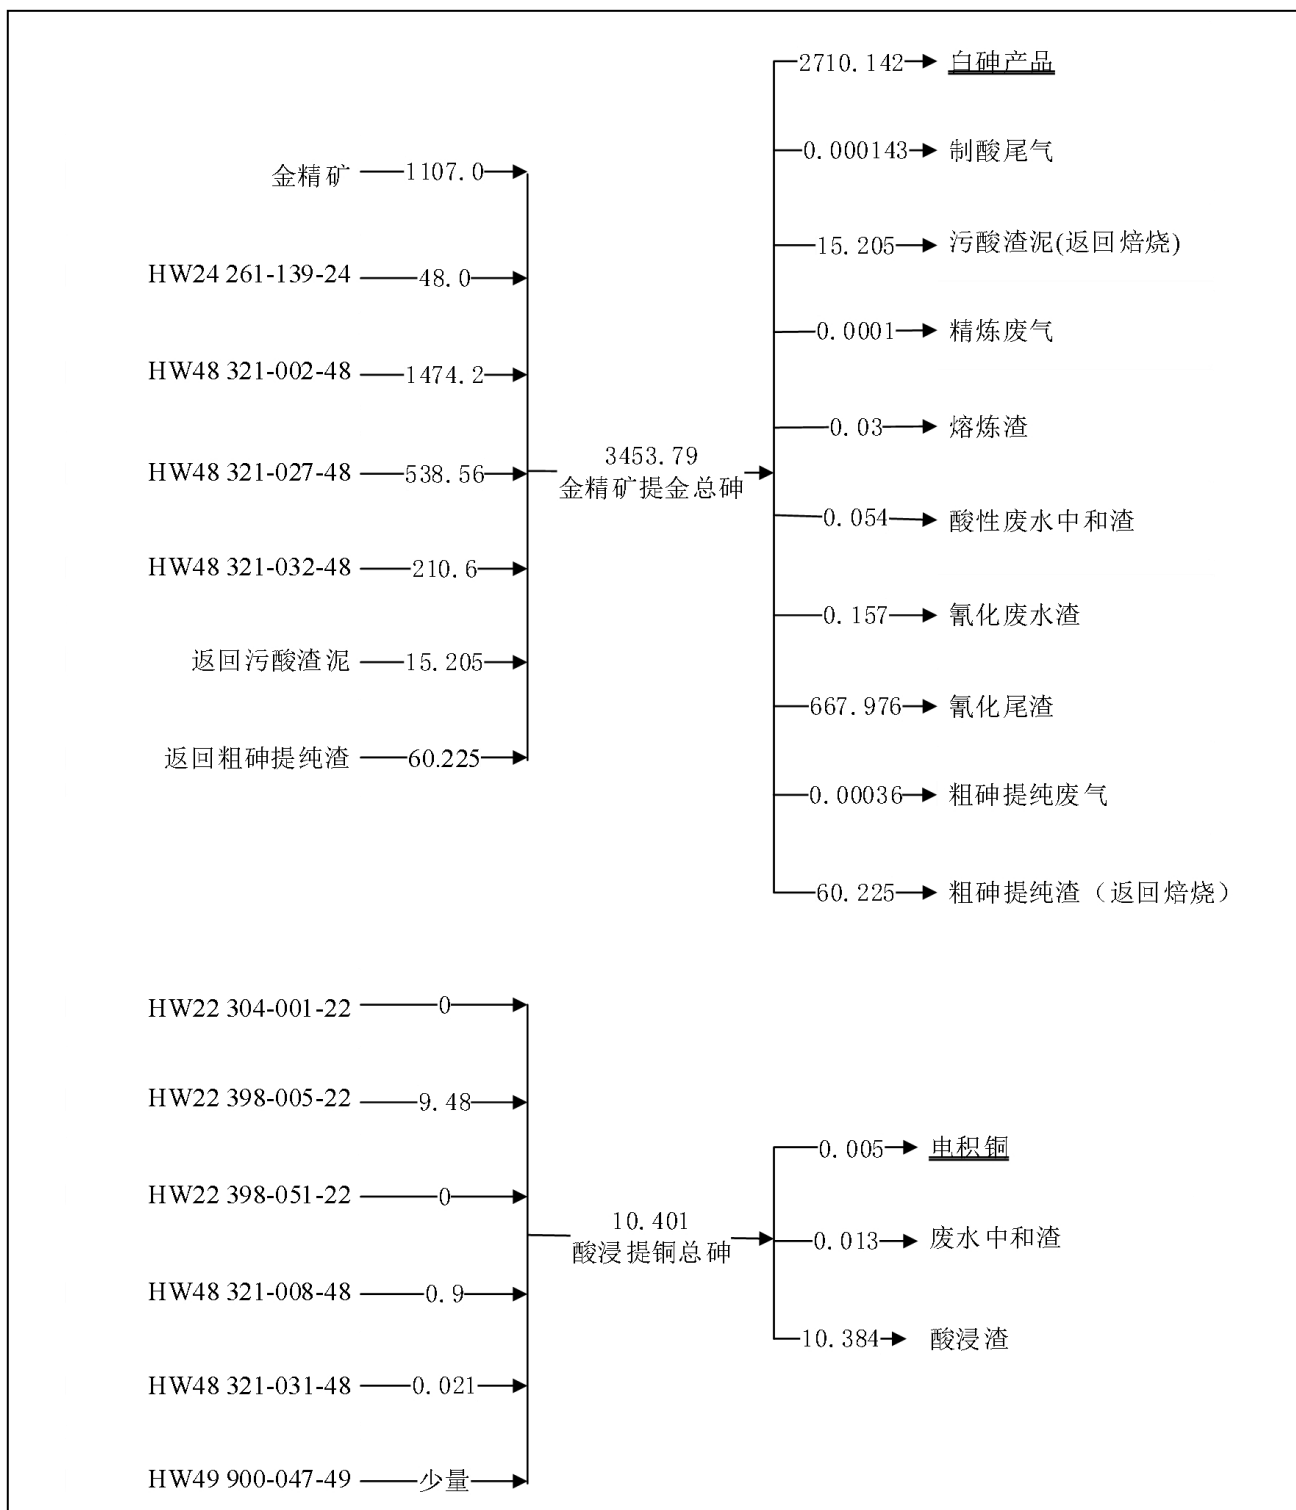 金精矿 1107.0
HW24 261-139-24 48.0
HW48 321-002-48 1474.2
HW48 321-027-48 538.56
HW48 321-032-48 210.6
返回污酸渣泥 15.205
返回粗砷提纯渣 60.225
3453.79
金精矿提金总砷
2710.142 白砷产品
0.000143 制酸尾气
15.205 污酸渣泥(返回焙烧)
0.0001 精炼废气
0.03 熔炼渣
0.054 酸性废水中和渣
0.157 氰化废水渣
667.976 氰化尾渣
0.00036 粗砷提纯废气
60.225 粗砷提纯渣（返回焙烧）
HW22 304-001-22 0
HW22 398-005-22 9.48
HW22 398-051-22 0
HW48 321-008-48 0.9
HW48 321-031-48 0.021
HW49 900-047-49 少量
10.401
酸浸提铜总砷
0.005 电积铜
0.013 废水中和渣
10.384 酸浸渣